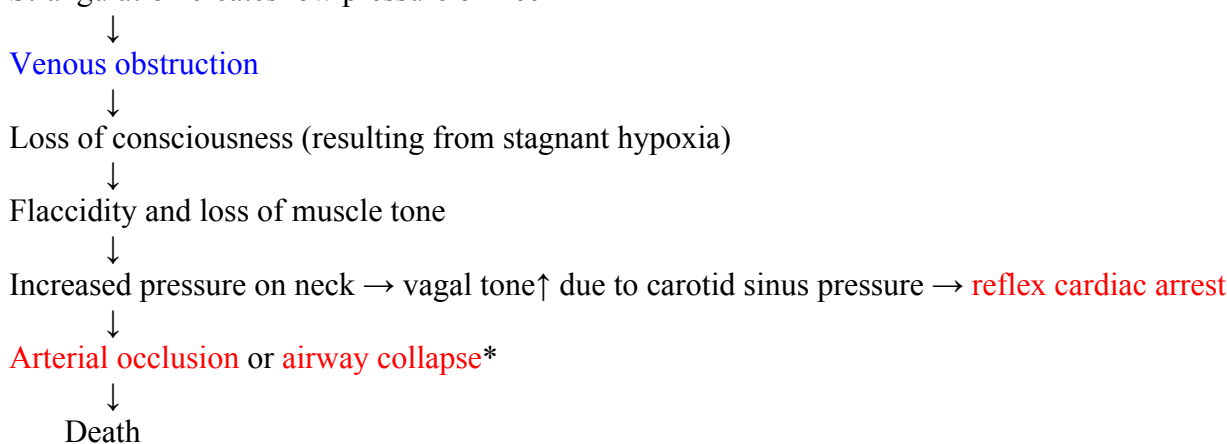 ↓
Venous obstruction
↓
Loss of consciousness (resulting from stagnant hypoxia)
↓
Flaccidity and loss of muscle tone
↓
Increased pressure on neck → vagal tone↑ due to carotid sinus pressure → reflex cardiac arrest
↓
Arterial occlusion or airway collapse*
↓
Death